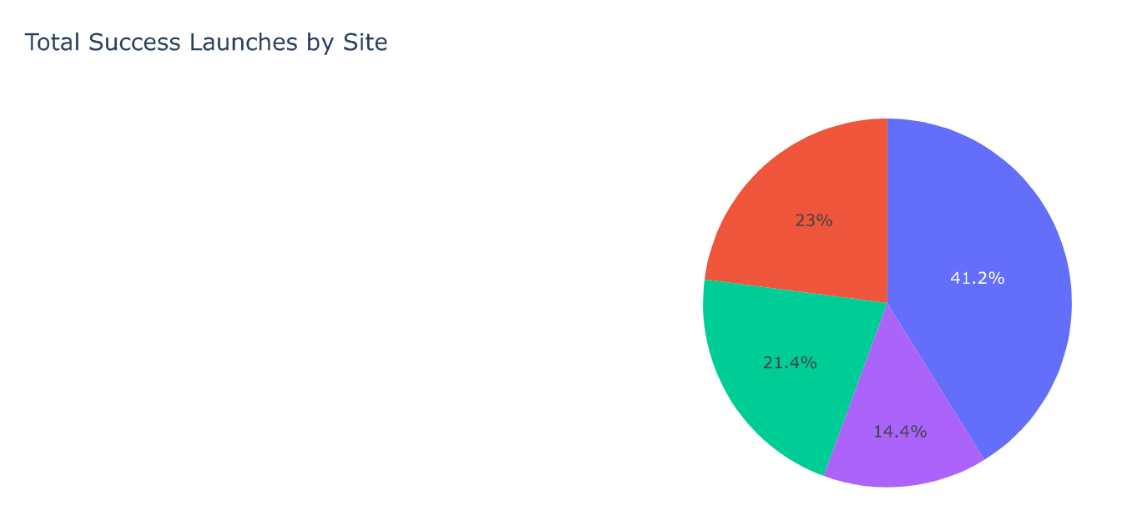 Total Success Launches by Site
23%
41.2%
21.4%
14.4%